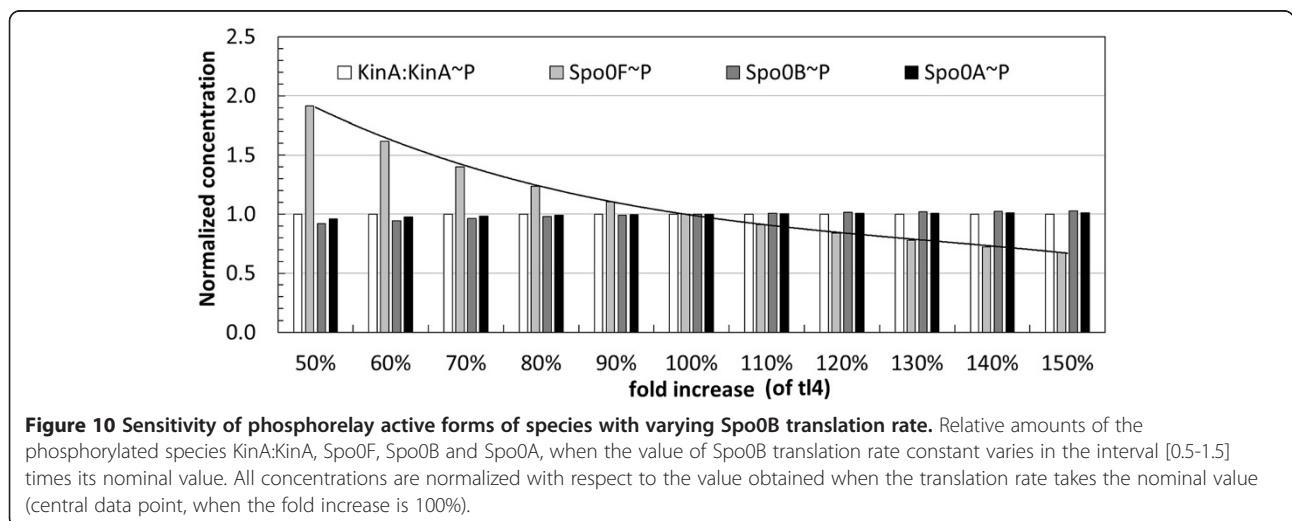 2.5
KinA:KinA~P Spo0F~P Spo0B~P Spo0A~P
2.0
1.5
1.0
0.5
0.0
Normalized concentration
50% 60% 70% 80% 90% 100% 110% 120% 130% 140% 150%
fold increase (of tl4)
Figure 10 Sensitivity of phosphorelay active forms of species with varying Spo0B translation rate. Relative amounts of the
phosphorylated species KinA:KinA, Spo0F, Spo0B and Spo0A, when the value of Spo0B translation rate constant varies in the interval [0.5-1.5]
times its nominal value. All concentrations are normalized with respect to the value obtained when the translation rate takes the nominal value
(central data point, when the fold increase is 100%).